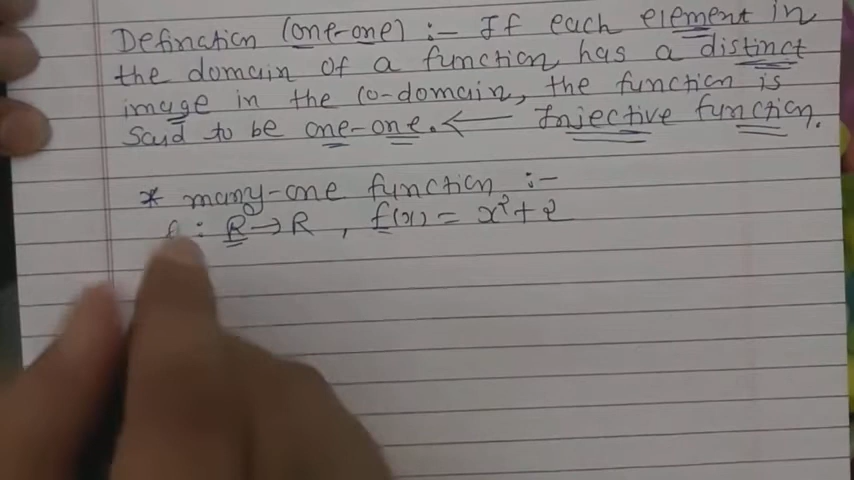 Defination (one-one) :- If each element in
the domain of a function has a distinct
image in the co-domain, the function is
said to be one-one. ← Injective function.
* many-one function :-
f : R → R , f(x) = x² + 2